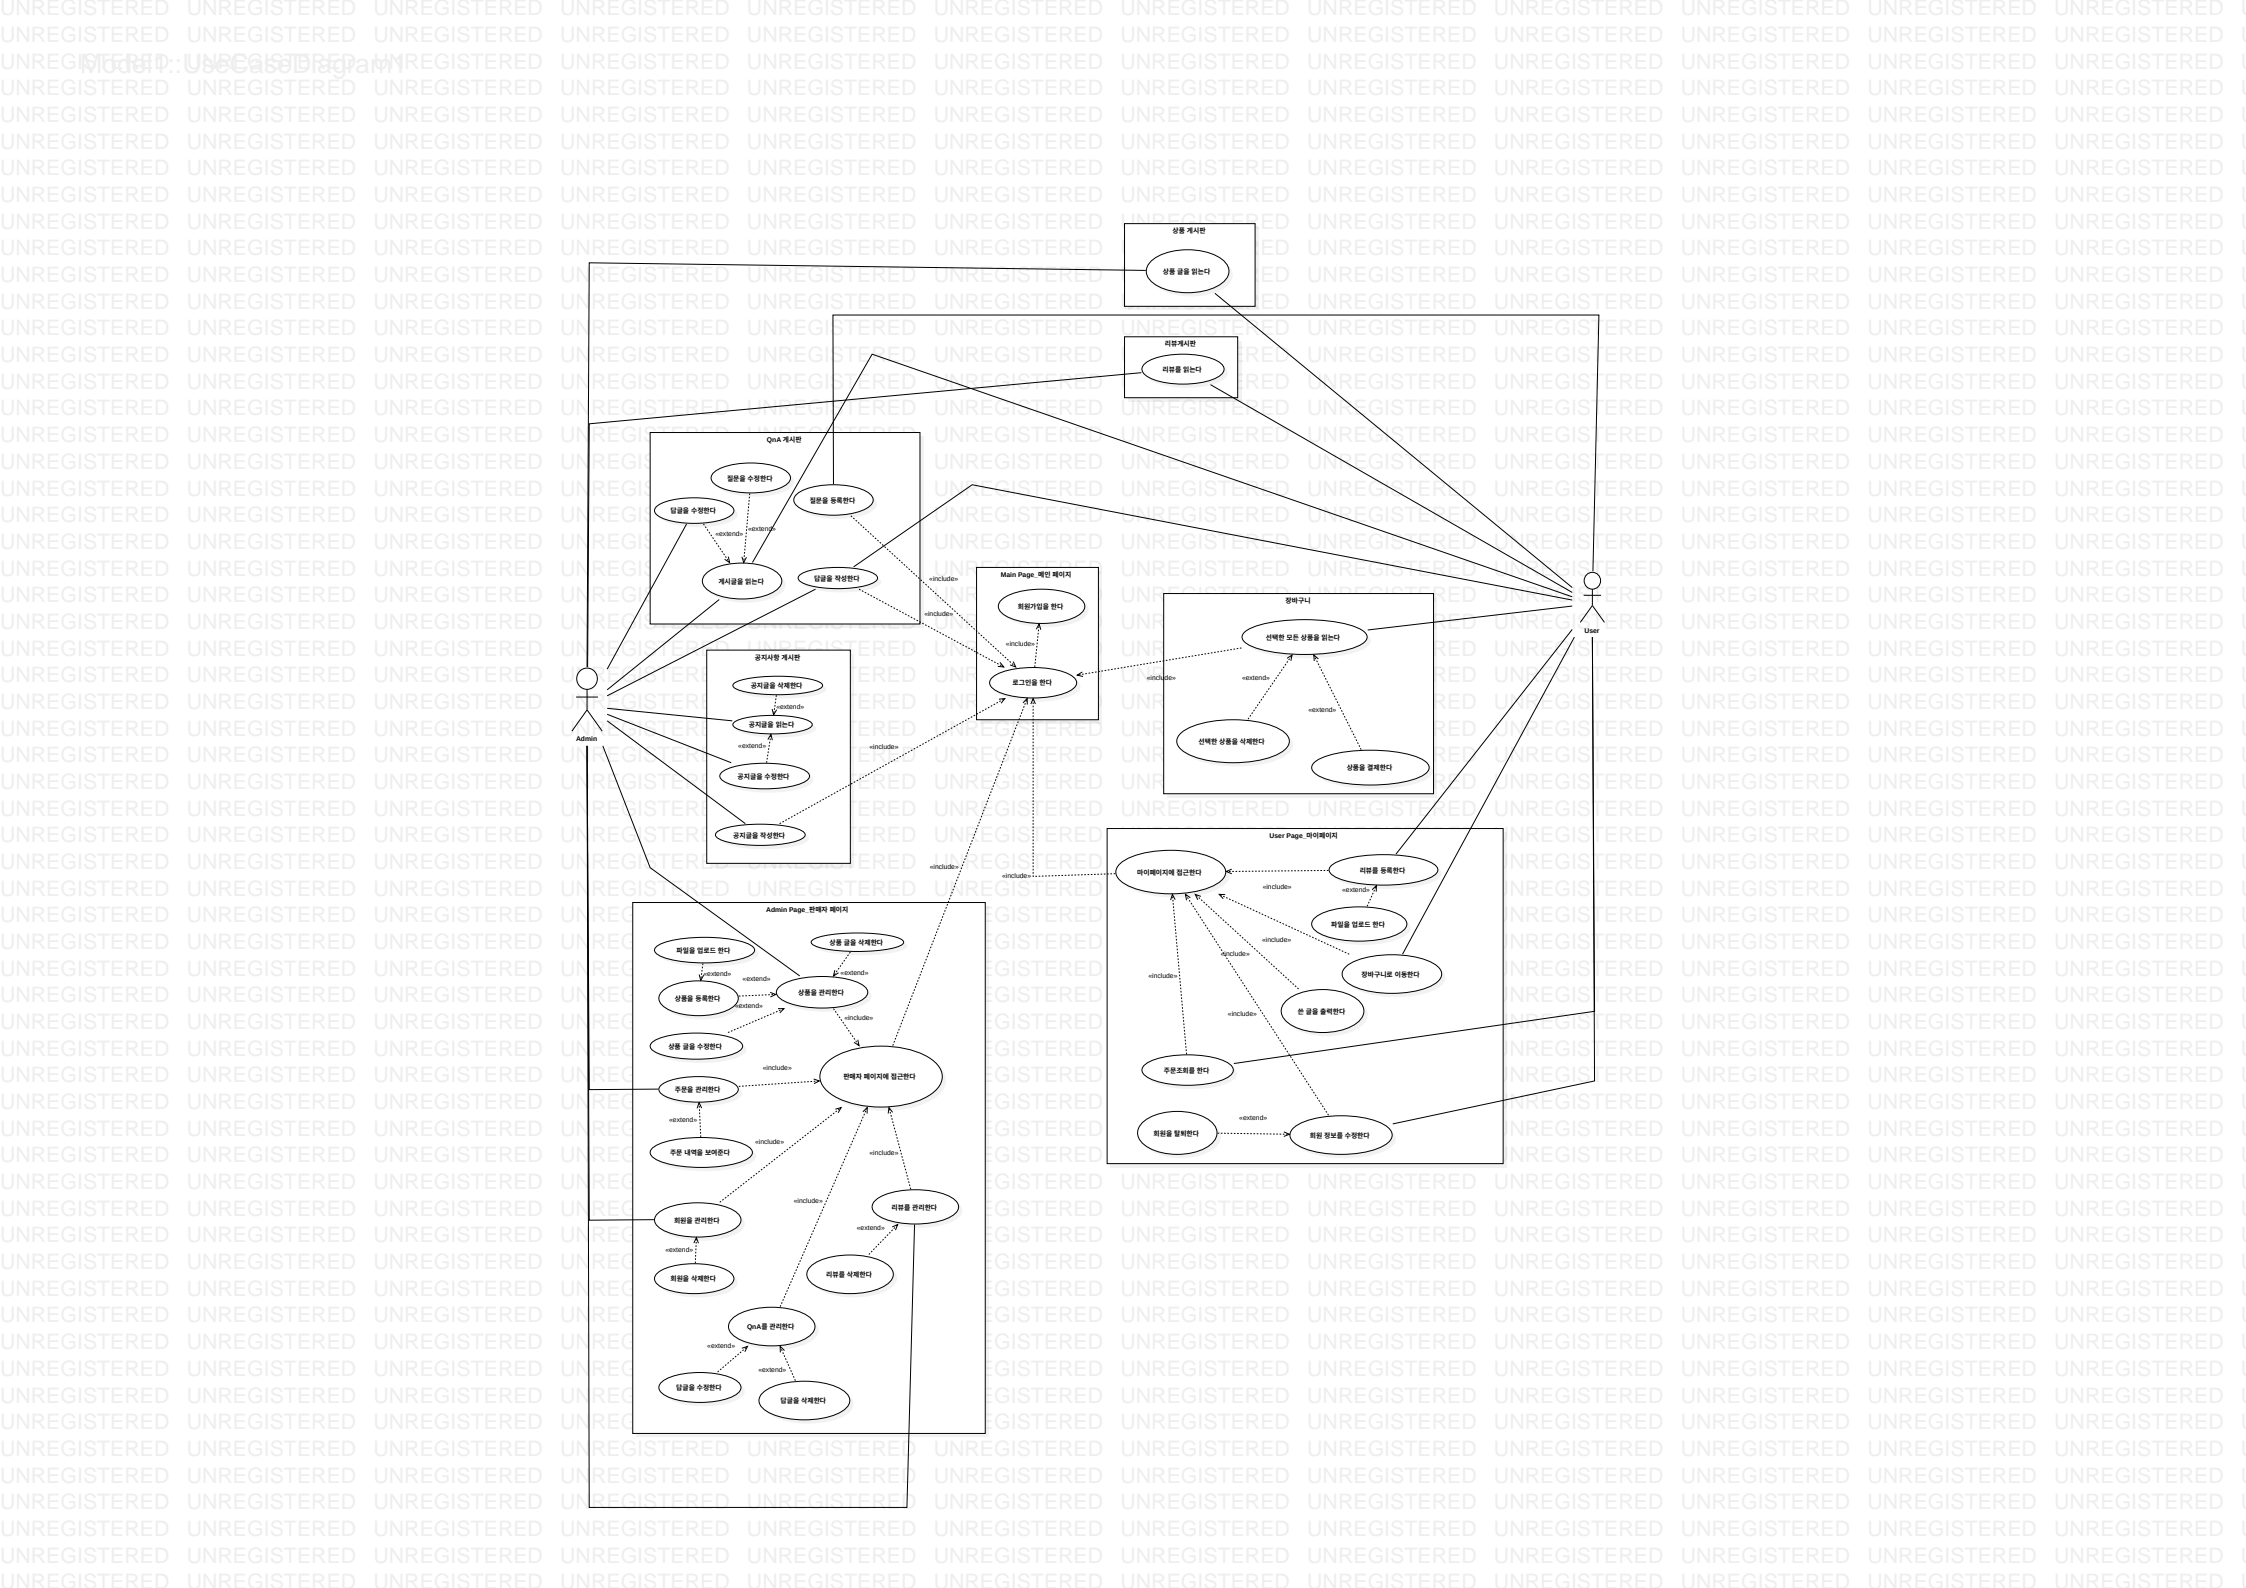 Model1::UseCaseDiagram1
UNREGISTERED
상품 게시판
상품 글을 읽는다
리뷰게시판
리뷰를 읽는다
QnA 게시판
질문을 수정한다
질문을 등록한다
답글을 수정한다
«extend»
«extend»
게시글을 읽는다
답글을 작성한다
«include»
«include»
Main Page_메인 페이지
회원가입을 한다
«include»
로그인을 한다
장바구니
선택한 모든 상품을 읽는다
«include»
«extend»
«extend»
선택한 상품을 삭제한다
상품을 결제한다
User
Admin
공지사항 게시판
공지글을 삭제한다
«extend»
공지글을 읽는다
«extend»
공지글을 수정한다
공지글을 작성한다
«include»
«include»
«include»
User Page_마이페이지
마이페이지에 접근한다
리뷰를 등록한다
«include»
«extend»
파일을 업로드 한다
«include»
«include»
장바구니로 이동한다
«include»
쓴 글을 출력한다
«include»
주문조회를 한다
회원을 탈퇴한다
«extend»
회원 정보를 수정한다
Admin Page_판매자 페이지
파일을 업로드 한다
상품 글을 삭제한다
«extend»
«extend»
«extend»
상품을 등록한다
상품을 관리한다
«extend»
«include»
상품 글을 수정한다
판매자 페이지에 접근한다
«include»
주문을 관리한다
«extend»
주문 내역을 보여준다
«include»
«include»
«include»
회원을 관리한다
리뷰를 관리한다
«extend»
«extend»
회원을 삭제한다
리뷰를 삭제한다
QnA를 관리한다
«extend»
«extend»
답글을 수정한다
답글을 삭제한다